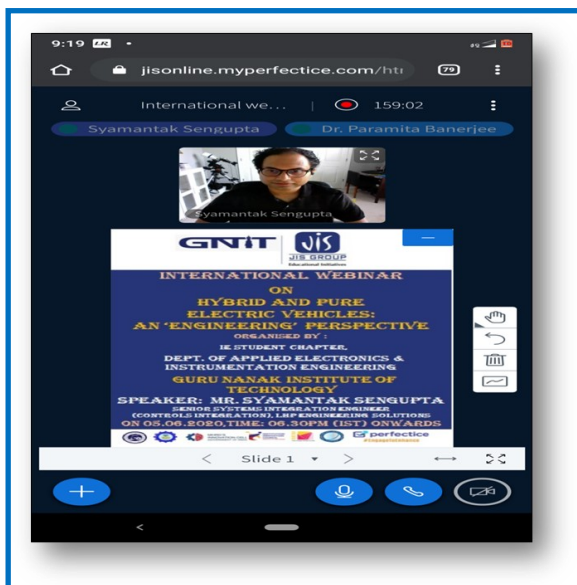 9:19 LR
jisonline.myperfectice.com/htı 79
International we... | 159:02
Syamantak Sengupta Dr. Paramita Banerjee
Syamantak Sengupta
GNIT JIS
JIS GROUP
Educational Initiatives
INTERNATIONAL WEBINAR
ON
HYBRID AND PURE
ELECTRIC VEHICLES:
AN 'ENGINEERING' PERSPECTIVE
ORGANISED BY :
IE STUDENT CHAPTER,
DEPT. OF APPLIED ELECTRONICS &
INSTRUMENTATION ENGINEERING
GURU NANAK INSTITUTE OF
TECHNOLOGY
SPEAKER: MR. SYAMANTAK SENGUPTA
SENIOR SYSTEMS INTEGRATION ENGINEER
(CONTROLS INTEGRATION), LHP ENGINEERING SOLUTIONS
ON 05.06.2020,TIME: 06.30PM (IST) ONWARDS
perfectice
Slide 1